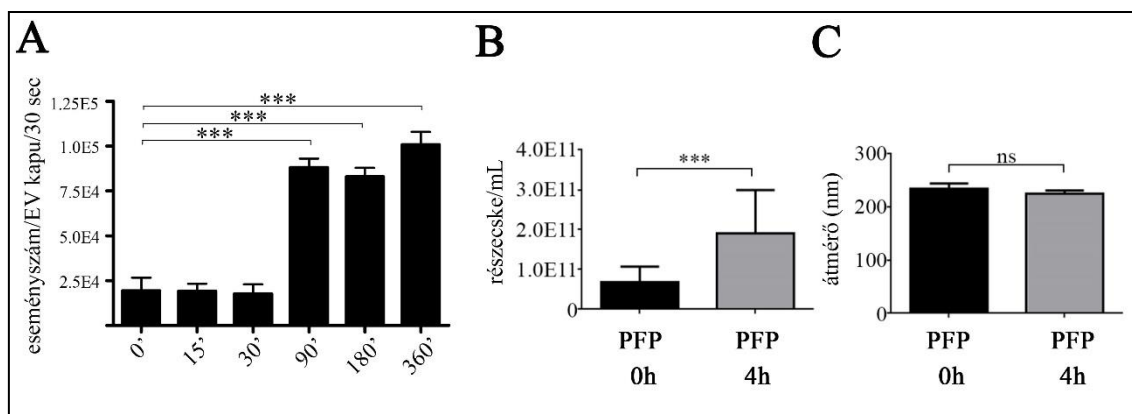 A
eseményszám/EV kapu/30 sec
1.25E5
1.0E5
7.5E4
5.0E4
2.5E4
***
***
***
0’
15’
30’
90’
180’
360’
B
részecske/mL
4.0E11
3.0E11
2.0E11
1.0E11
0
***
PFP
0h
PFP
4h
C
átmérő (nm)
300
200
100
0
ns
PFP
0h
PFP
4h